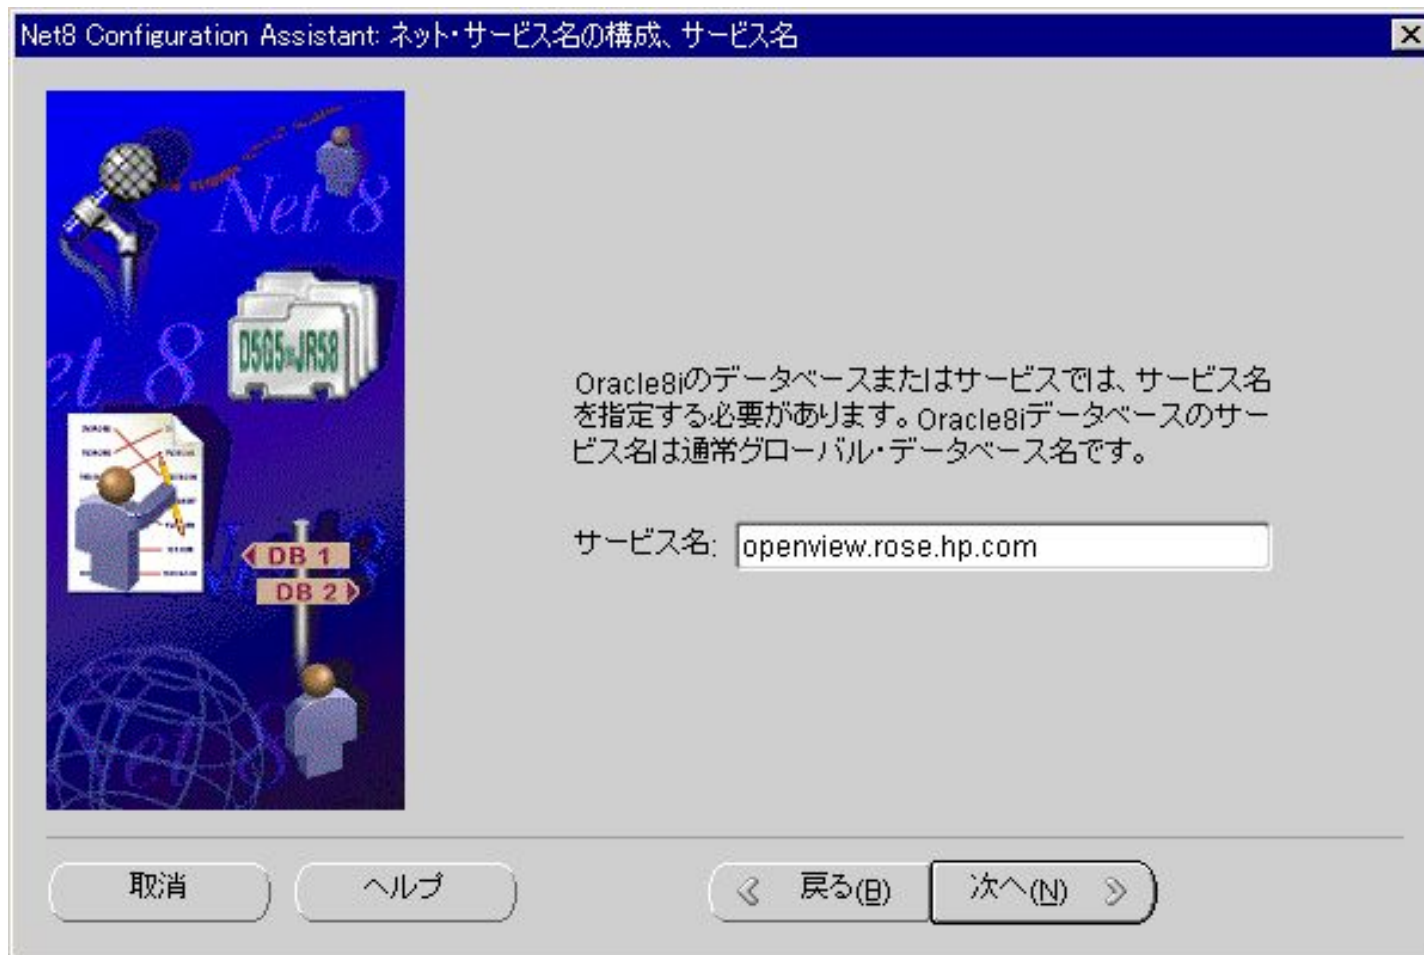 Net8 Configuration Assistant: ネット・サービス名の構成、サービス名
Net 8
D5G5 JR58
et 8
DB 1
DB 2
Net 8
Oracle8iのデータベースまたはサービスでは、サービス名
を指定する必要があります。Oracle8iデータベースのサー
ビス名は通常グローバル・データベース名です。
サービス名: openview.rose.hp.com
取消
ヘルプ
戻る(B)
次へ(N)